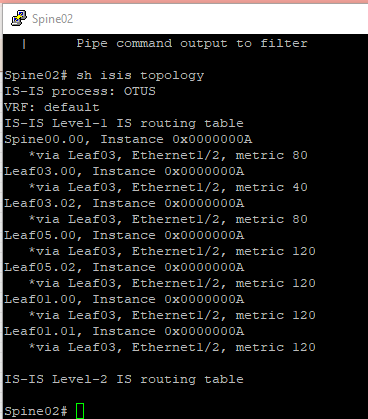 Spine02
|       Pipe command output to filter
Spine02# sh isis topology
IS-IS process: OTUS
VRF: default
IS-IS Level-1 IS routing table
Spine00.00, Instance 0x0000000A
   *via Leaf03, Ethernet1/2, metric 80
Leaf03.00, Instance 0x0000000A
   *via Leaf03, Ethernet1/2, metric 40
Leaf03.02, Instance 0x0000000A
   *via Leaf03, Ethernet1/2, metric 80
Leaf05.00, Instance 0x0000000A
   *via Leaf03, Ethernet1/2, metric 120
Leaf05.02, Instance 0x0000000A
   *via Leaf03, Ethernet1/2, metric 120
Leaf01.00, Instance 0x0000000A
   *via Leaf03, Ethernet1/2, metric 120
Leaf01.01, Instance 0x0000000A
   *via Leaf03, Ethernet1/2, metric 120
IS-IS Level-2 IS routing table
Spine02#